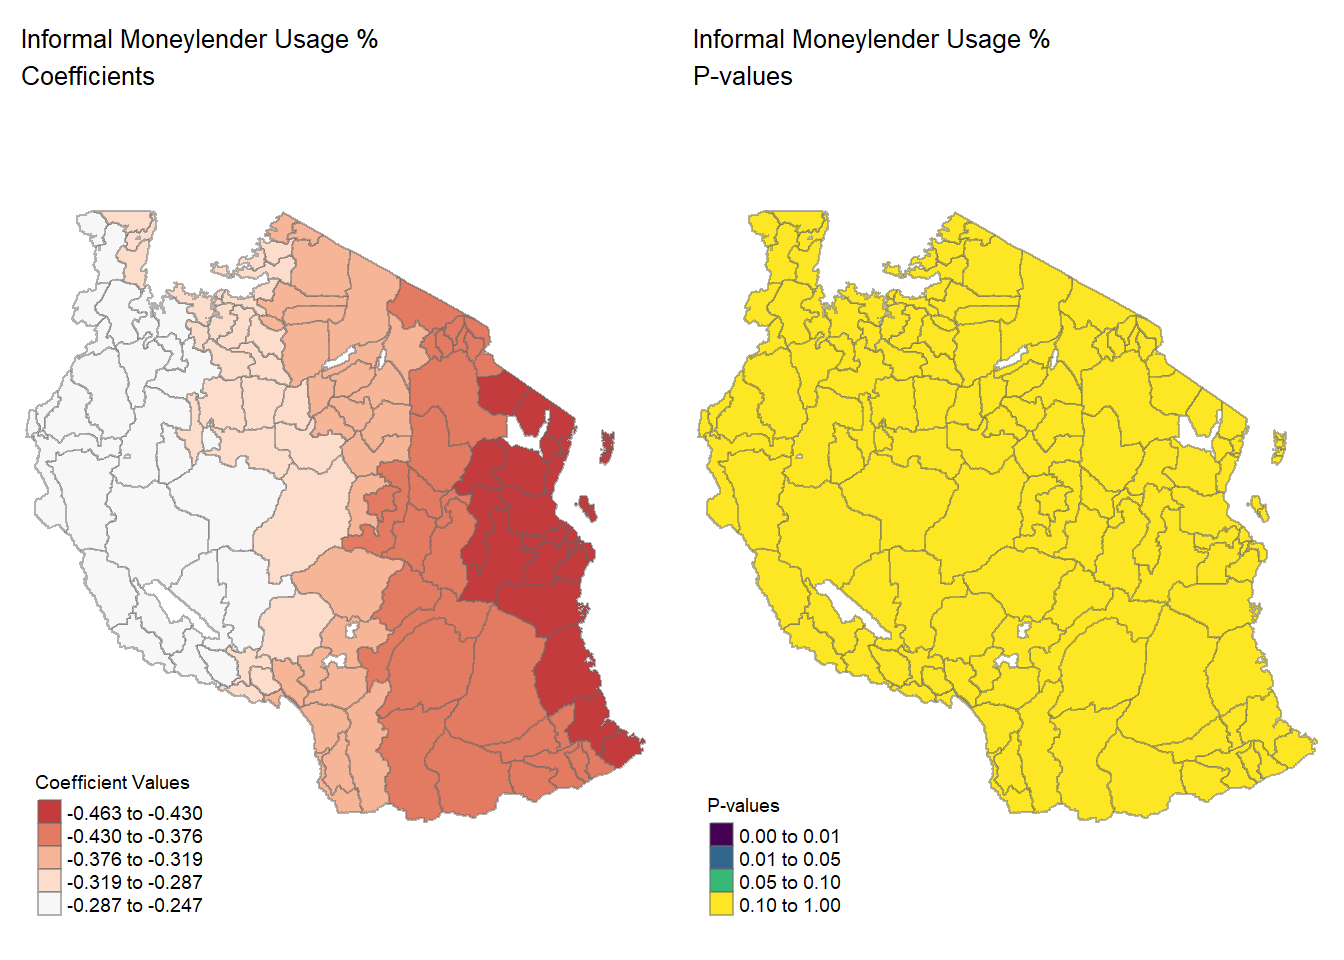 Informal Moneylender Usage %
Coefficients
Coefficient Values
-0.463 to -0.430
-0.430 to -0.376
-0.376 to -0.319
-0.319 to -0.287
-0.287 to -0.247
Informal Moneylender Usage %
P-values
P-values
0.00 to 0.01
0.01 to 0.05
0.05 to 0.10
0.10 to 1.00